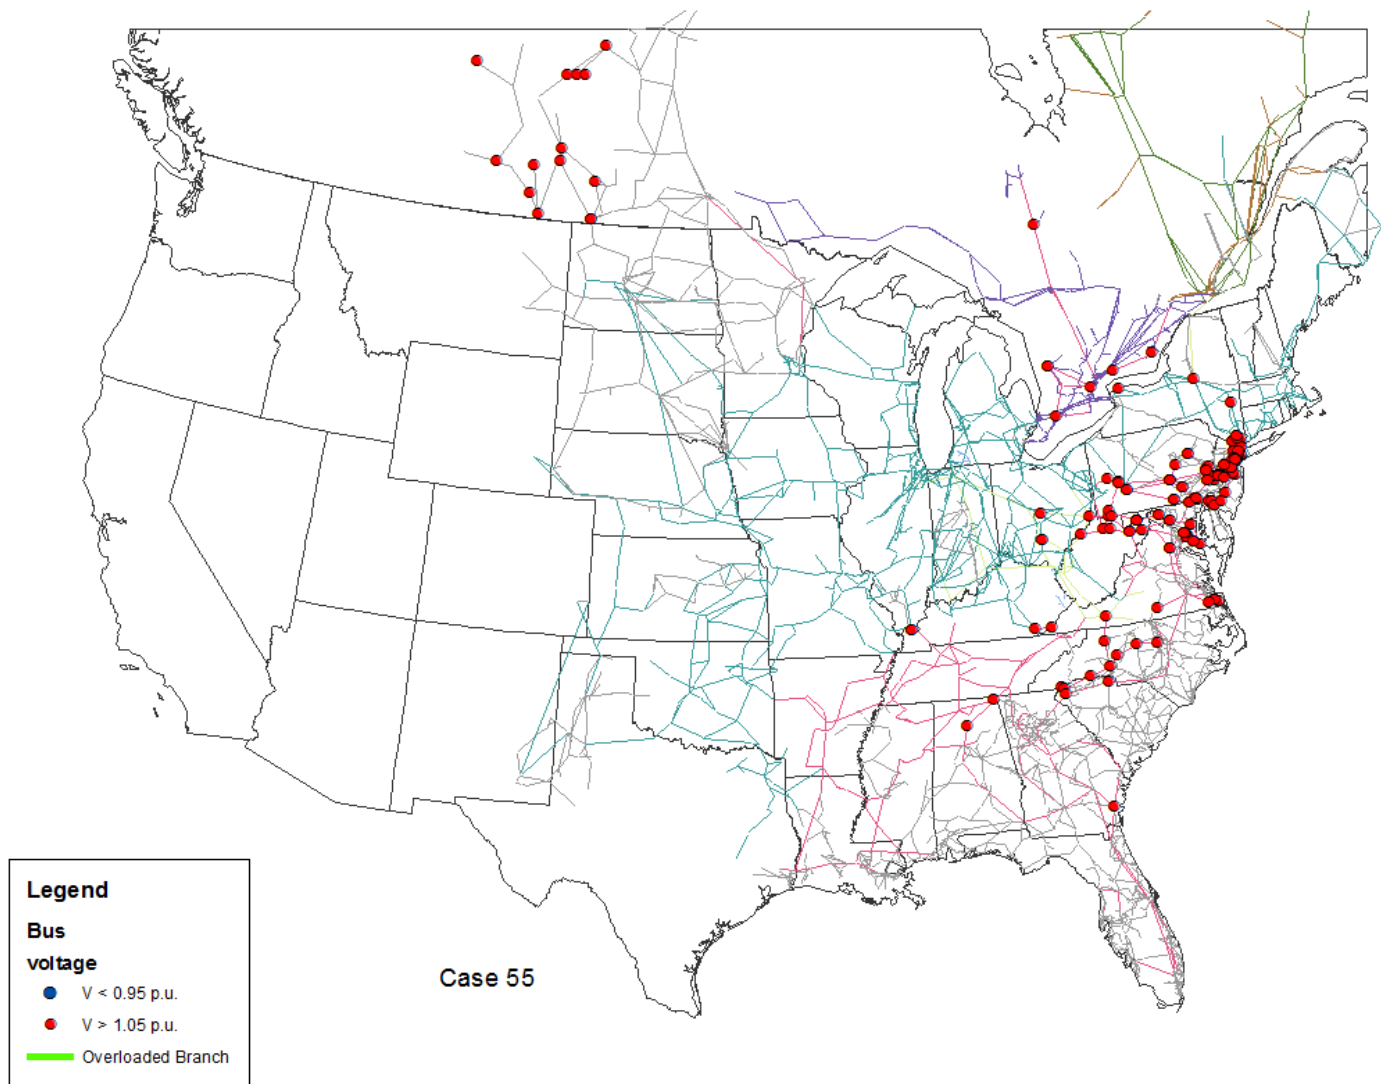 Legend
Bus
voltage
V < 0.95 p.u.
V > 1.05 p.u.
Overloaded Branch
Case 55